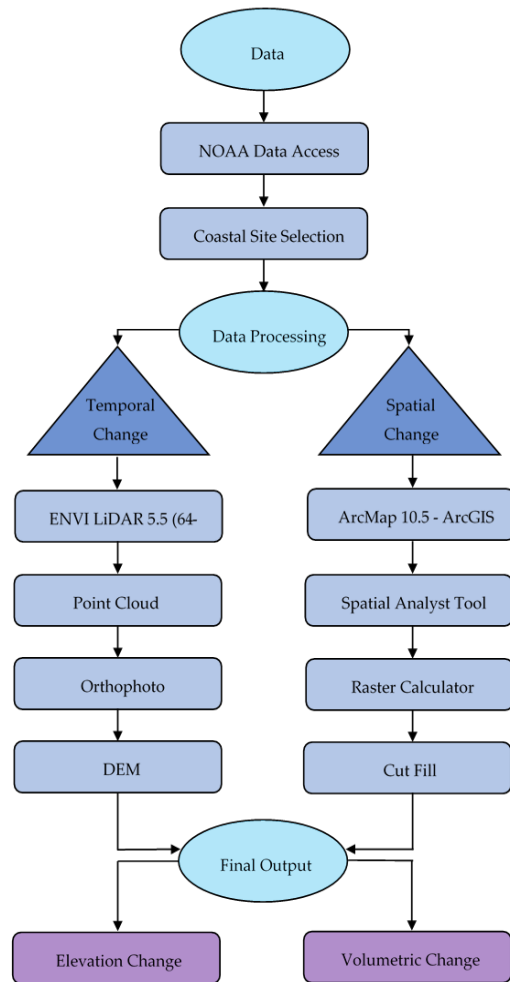 Data
NOAA Data Access
Coastal Site Selection
Data Processing
Temporal
Change
Spatial
Change
ENVI LiDAR 5.5 (64-
ArcMap 10.5 - ArcGIS
Point Cloud
Spatial Analyst Tool
Orthophoto
Raster Calculator
DEM
Cut Fill
Final Output
Elevation Change
Volumetric Change